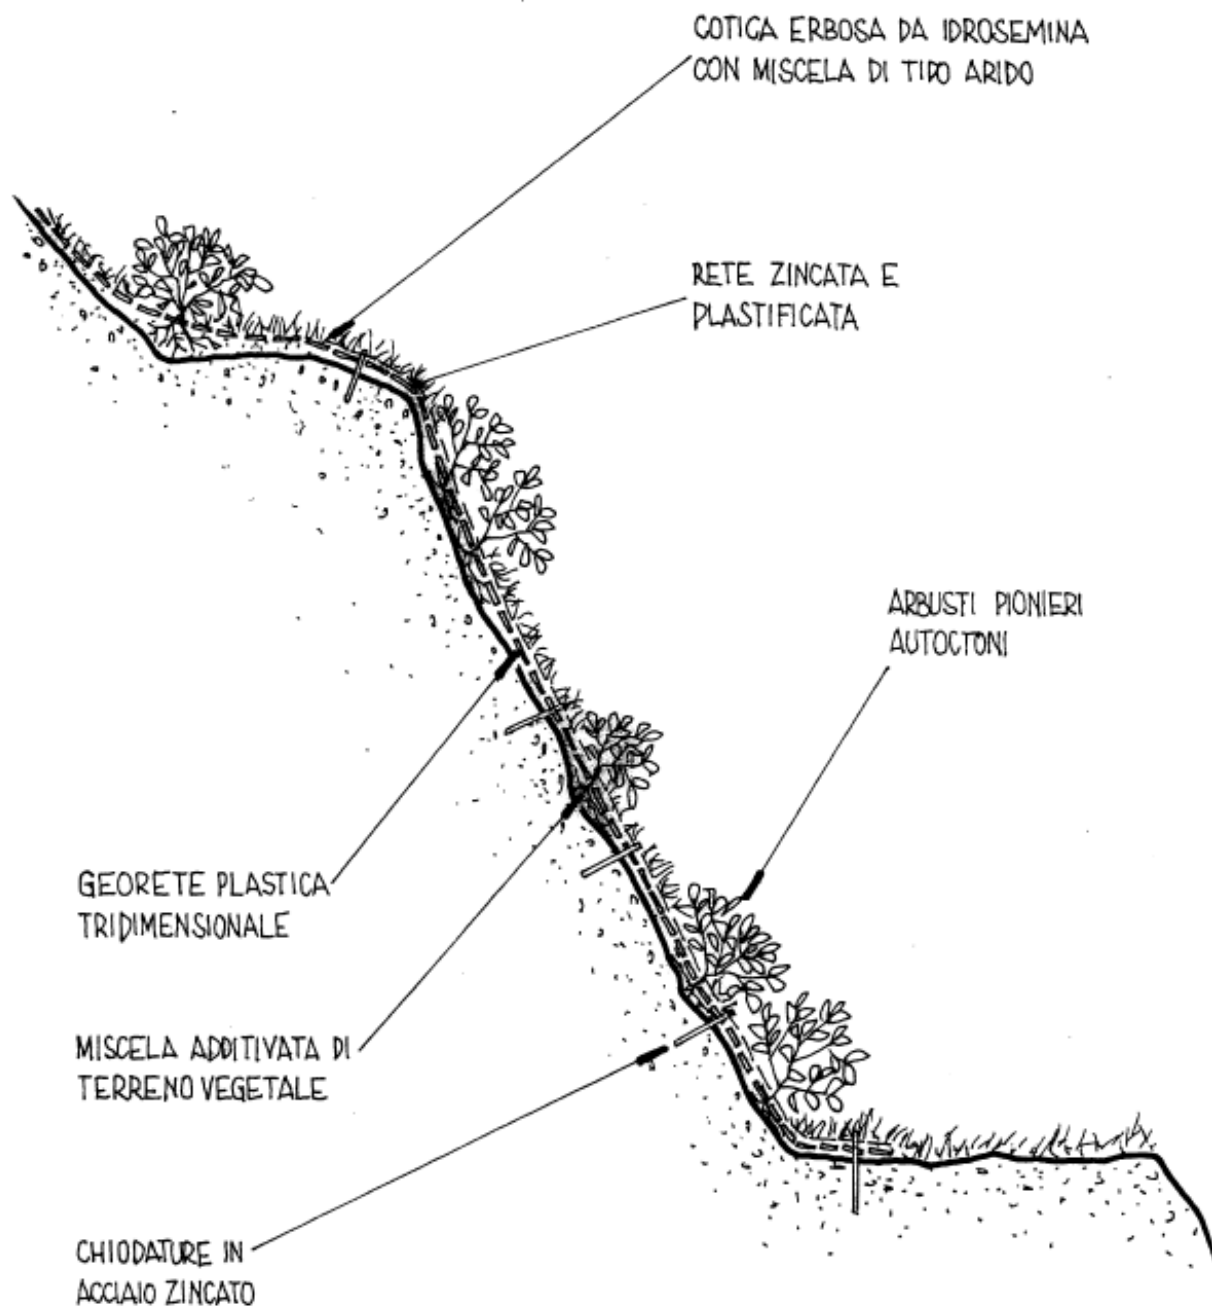 COTICA ERBOSA DA IDROSEMINA
CON MISCELA DI TIPO ARIDO
RETE ZINCATA E
PLASTIFICATA
ARBUSTI PIONIERI
AUTOCTONI
GEORETE PLASTICA
TRIDIMENSIONALE
MISCELA ADDITIVATA DI
TERRENO VEGETALE
CHIODATURE IN
ACCIAIO ZINCATO